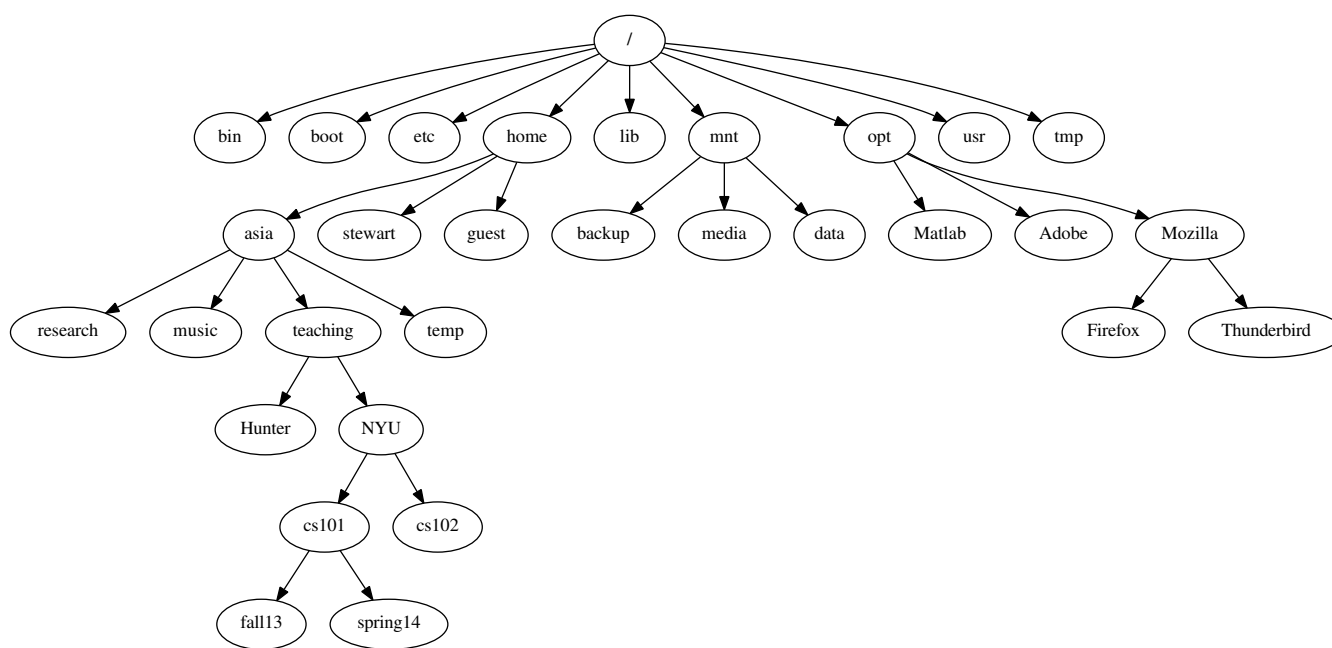 /
bin boot etc home lib mnt opt usr tmp
asia stewart guest backup media data Matlab Adobe Mozilla
research music teaching temp Firefox Thunderbird
Hunter NYU
cs101 cs102
fall13 spring14